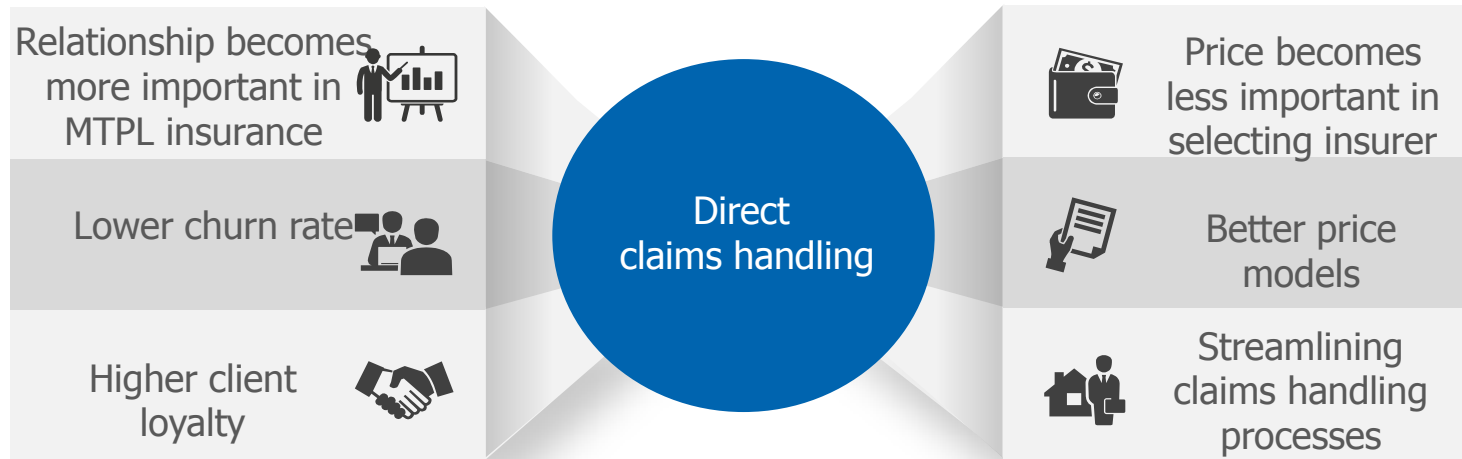 Relationship becomes
more important in
MTPL insurance
Lower churn rate
Higher client
loyalty
Direct
claims handling
Price becomes
less important in
selecting insurer
Better price
models
Streamlining
claims handling
processes